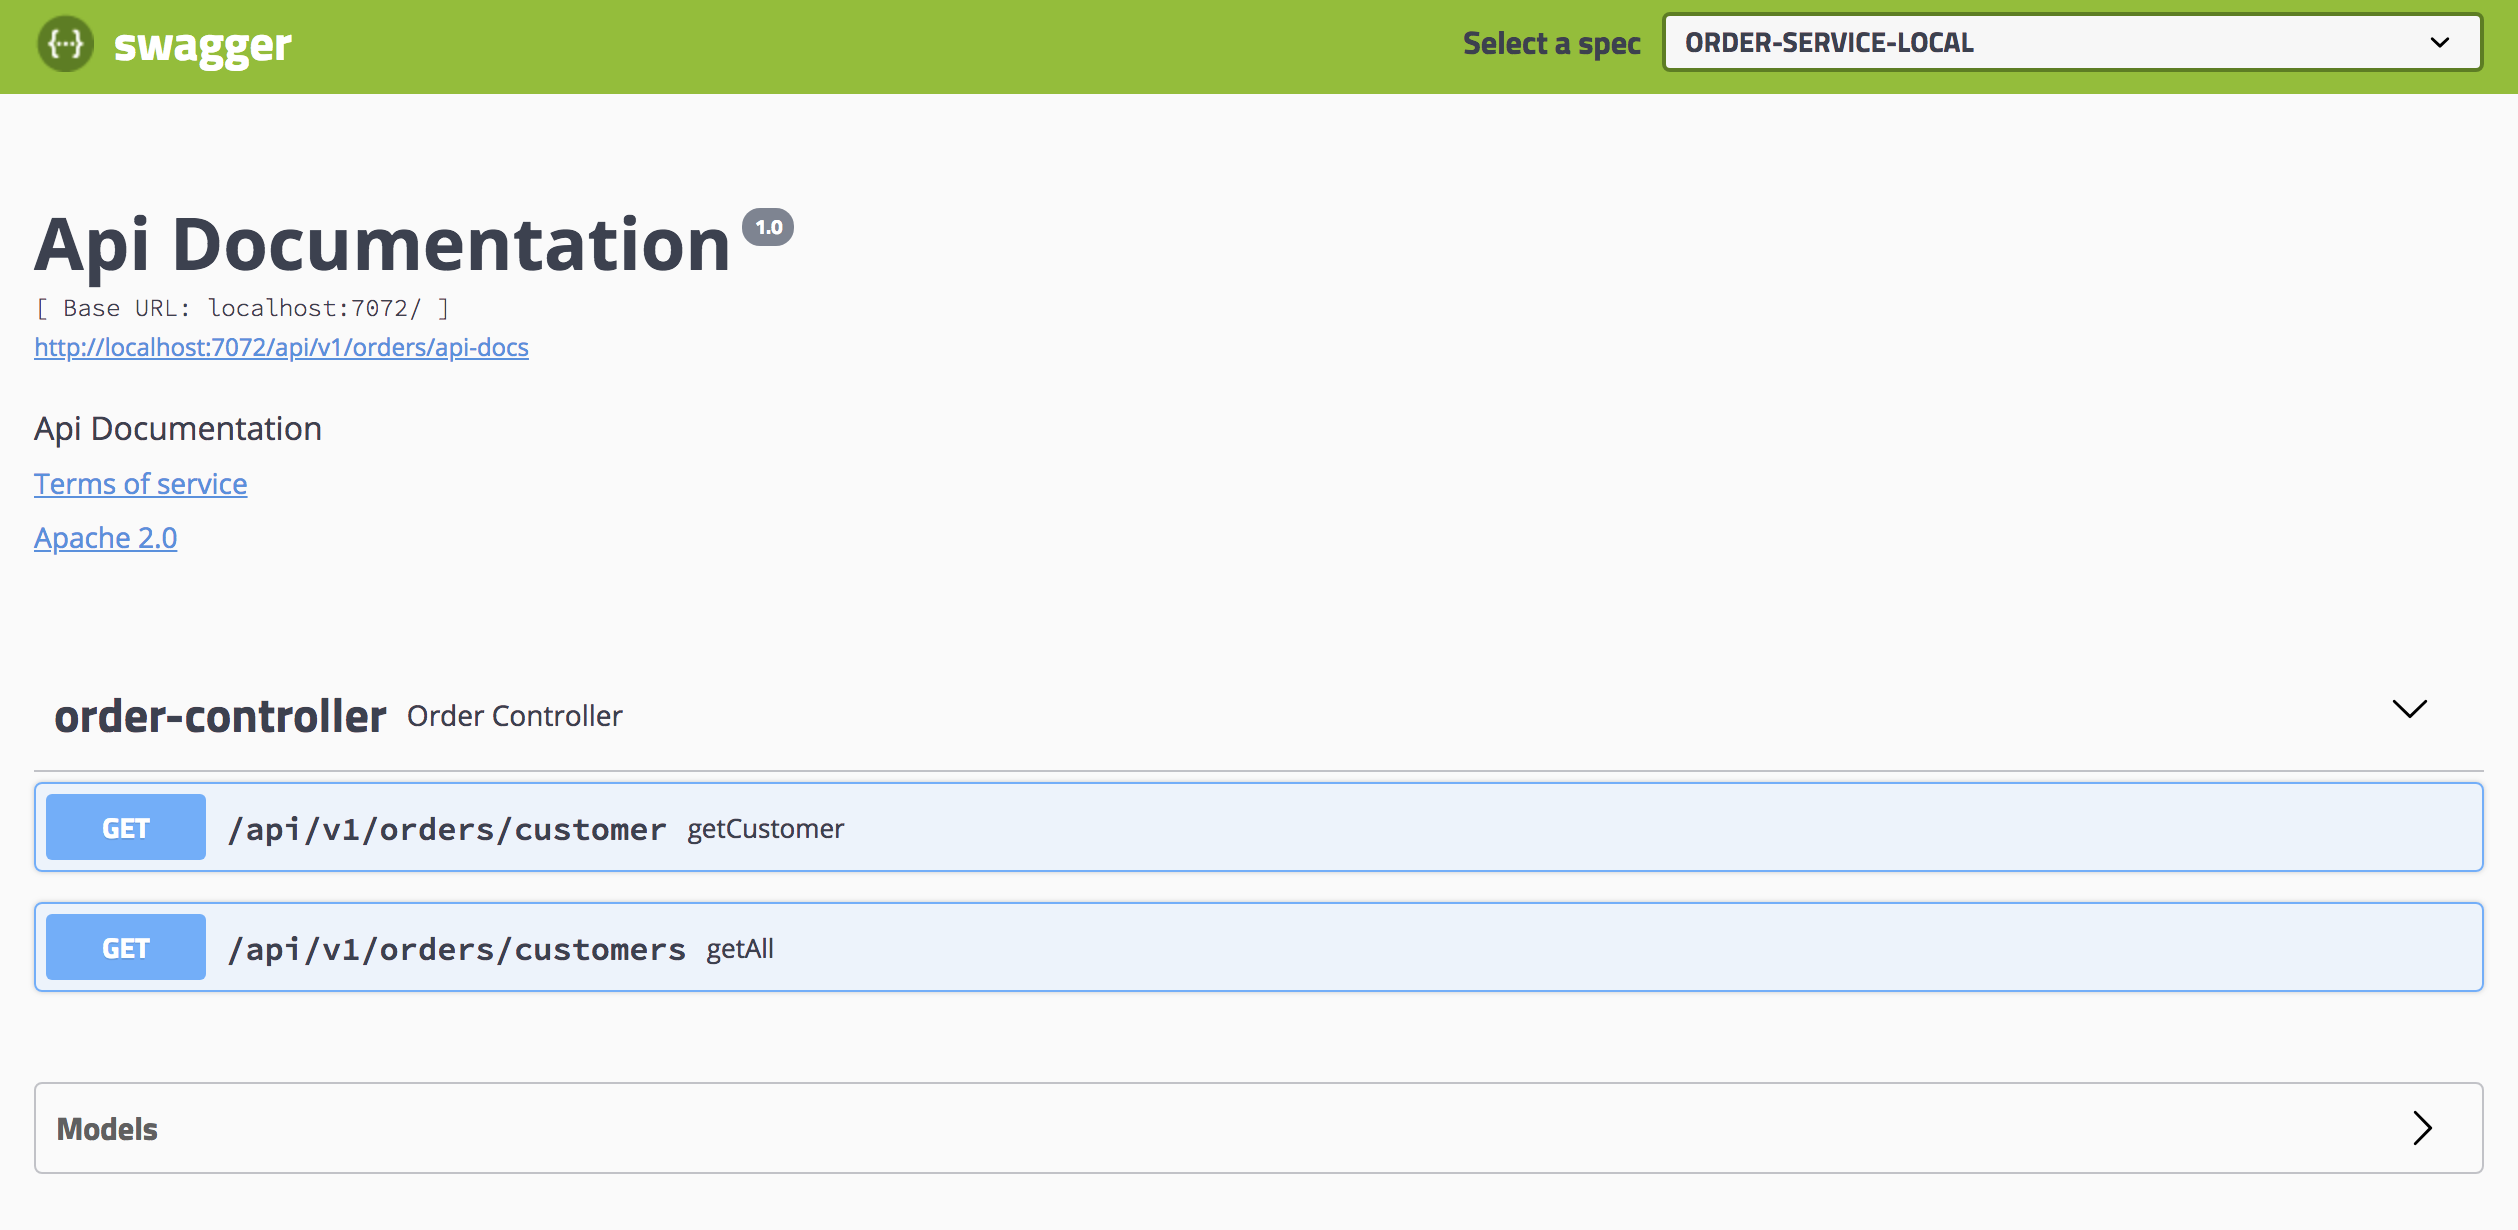 {···} swagger Select a spec ORDER-SERVICE-LOCAL
Api Documentation 1.0
[ Base URL: localhost:7072/ ]
http://localhost:7072/api/v1/orders/api-docs
Api Documentation
Terms of service
Apache 2.0
order-controller Order Controller
GET /api/v1/orders/customer getCustomer
GET /api/v1/orders/customers getAll
Models